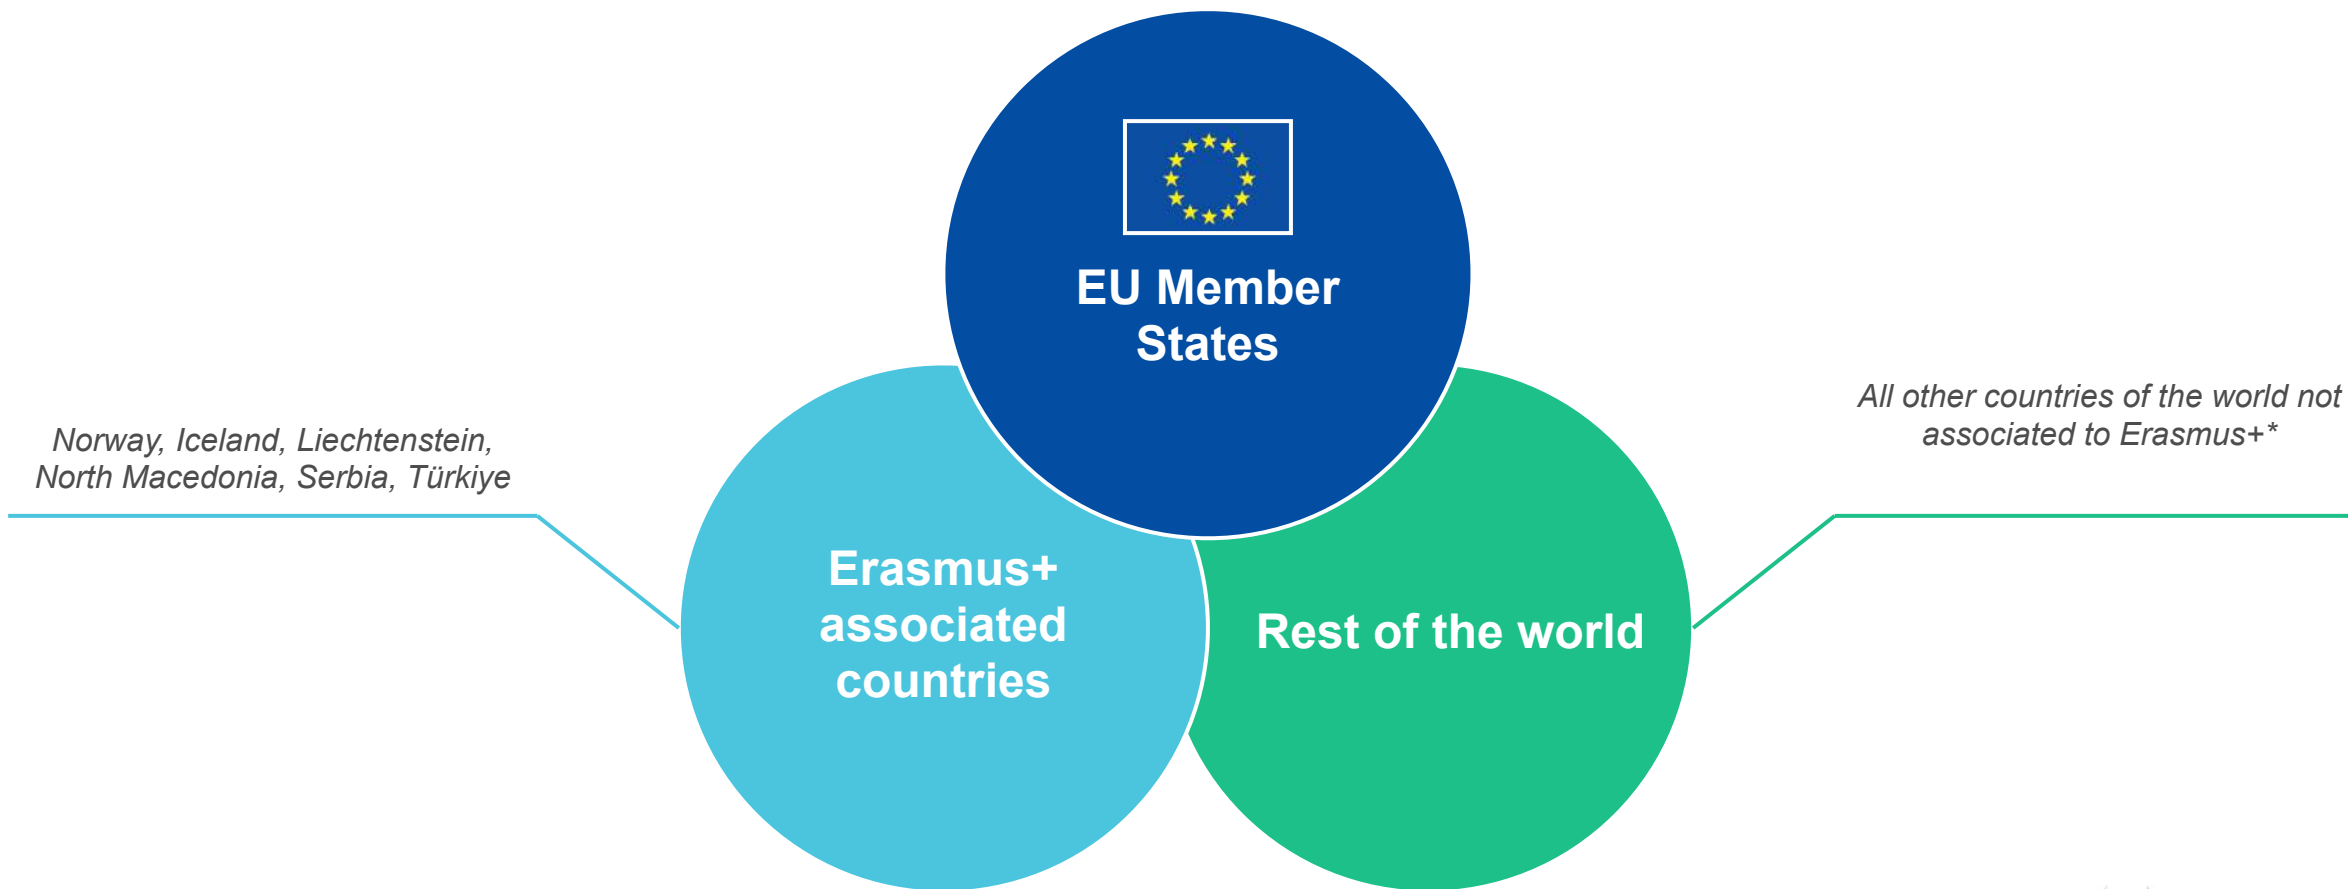 EU Member
States
Norway, Iceland, Liechtenstein,
North Macedonia, Serbia, Türkiye
All other countries of the world not
associated to Erasmus+*
Erasmus+
associated
countries
Rest of the world